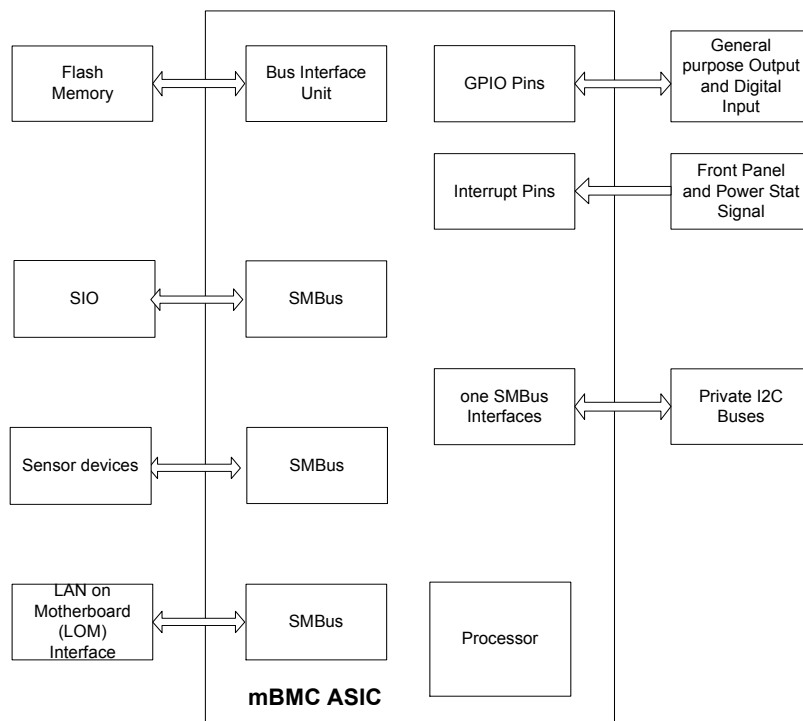 Flash
Memory
Bus Interface
Unit
GPIO Pins
General
purpose Output
and Digital
Input
Interrupt Pins
Front Panel
and Power Stat
Signal
SIO
SMBus
one SMBus
Interfaces
Private I2C
Buses
Sensor devices
SMBus
LAN on
Motherboard
(LOM)
Interface
SMBus
Processor
mBMC ASIC